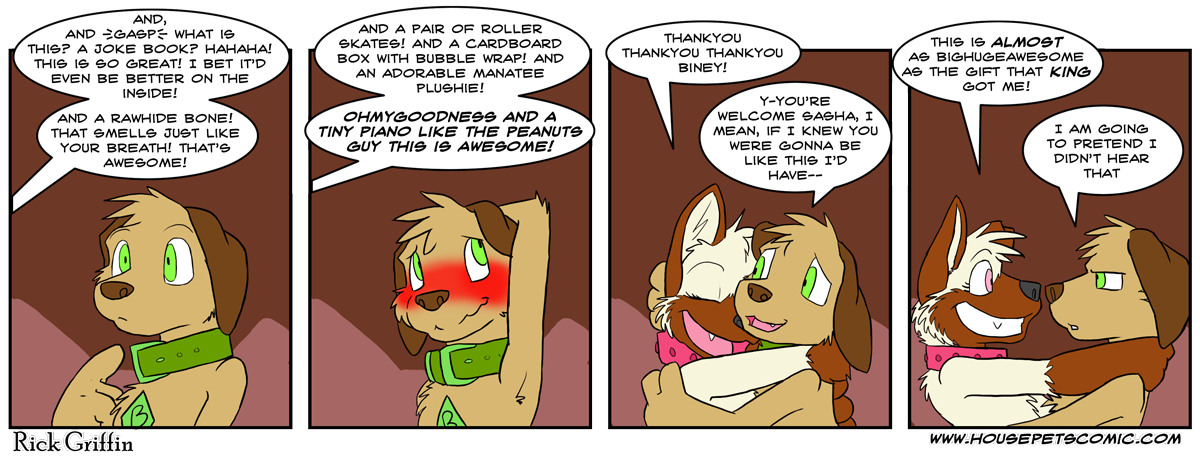 AND,
AND >GASP< WHAT IS
THIS? A JOKE BOOK? HAHAHA!
THIS IS SO GREAT! I BET IT'D
EVEN BE BETTER ON THE
INSIDE!
AND A RAWHIDE BONE!
THAT SMELLS JUST LIKE
YOUR BREATH! THAT'S
AWESOME!
AND A PAIR OF ROLLER
SKATES! AND A CARDBOARD
BOX WITH BUBBLE WRAP! AND
AN ADORABLE MANATEE
PLUSHIE!
OHMYGOODNESS AND A
TINY PIANO LIKE THE PEANUTS
GUY THIS IS AWESOME!
THANKYOU
THANKYOU THANKYOU
BINEY!
Y-YOU'RE
WELCOME SASHA, I
MEAN, IF I KNEW YOU
WERE GONNA BE
LIKE THIS I'D
HAVE--
THIS IS ALMOST
AS BIGHUGEAWESOME
AS THE GIFT THAT KING
GOT ME!
I AM GOING
TO PRETEND I
DIDN'T HEAR
THAT
B
B
Rick Griffin
WWW.HOUSEPETSCOMIC.COM